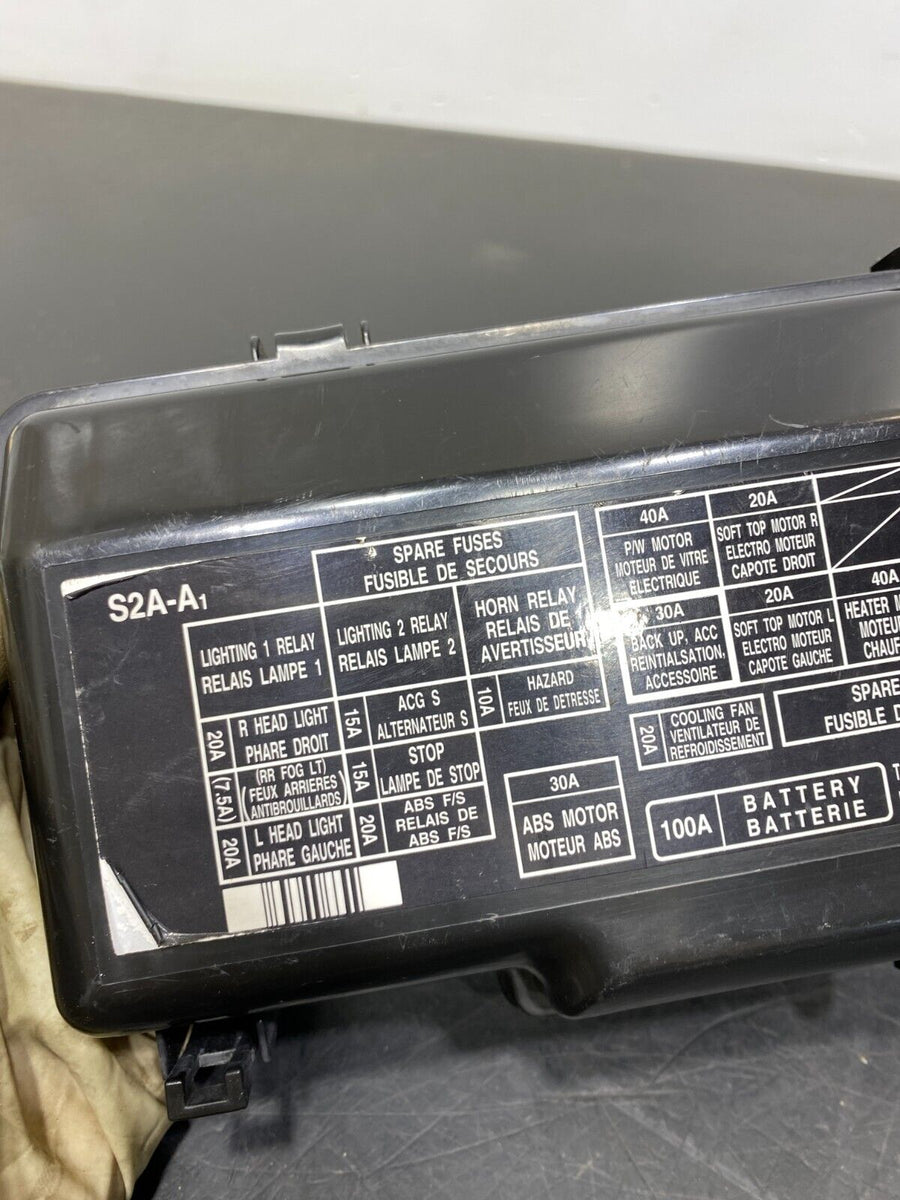 S2A-A1
SPARE FUSES
FUSIBLE DE SECOURS
LIGHTING 1 RELAY
RELAIS LAMPE 1
LIGHTING 2 RELAY
RELAIS LAMPE 2
HORN RELAY
RELAIS DE
AVERTISSEUR
20A
R HEAD LIGHT
PHARE DROIT
15A
ACG S
ALTERNATEUR S
10A
HAZARD
FEUX DE DETRESSE
(7.5A)
(RR FOG LT)
FEUX ARRIERES
ANTIBROUILLARDS
15A
STOP
LAMPE DE STOP
20A
L HEAD LIGHT
PHARE GAUCHE
20A
ABS F/S
RELAIS DE
ABS F/S
30A
ABS MOTOR
MOTEUR ABS
40A
P/W MOTOR
MOTEUR DE VITRE
ELECTRIQUE
20A
SOFT TOP MOTOR R
ELECTRO MOTEUR
CAPOTE DROIT
30A
BACK UP, ACC
REINTIALSATION,
ACCESSOIRE
20A
SOFT TOP MOTOR L
ELECTRO MOTEUR
CAPOTE GAUCHE
40A
HEATER M
MOTEU
CHAUF
20A
COOLING FAN
VENTILATEUR DE
REFROIDISSEMENT
SPARE
FUSIBLE D
100A
BATTERY
BATTERIE